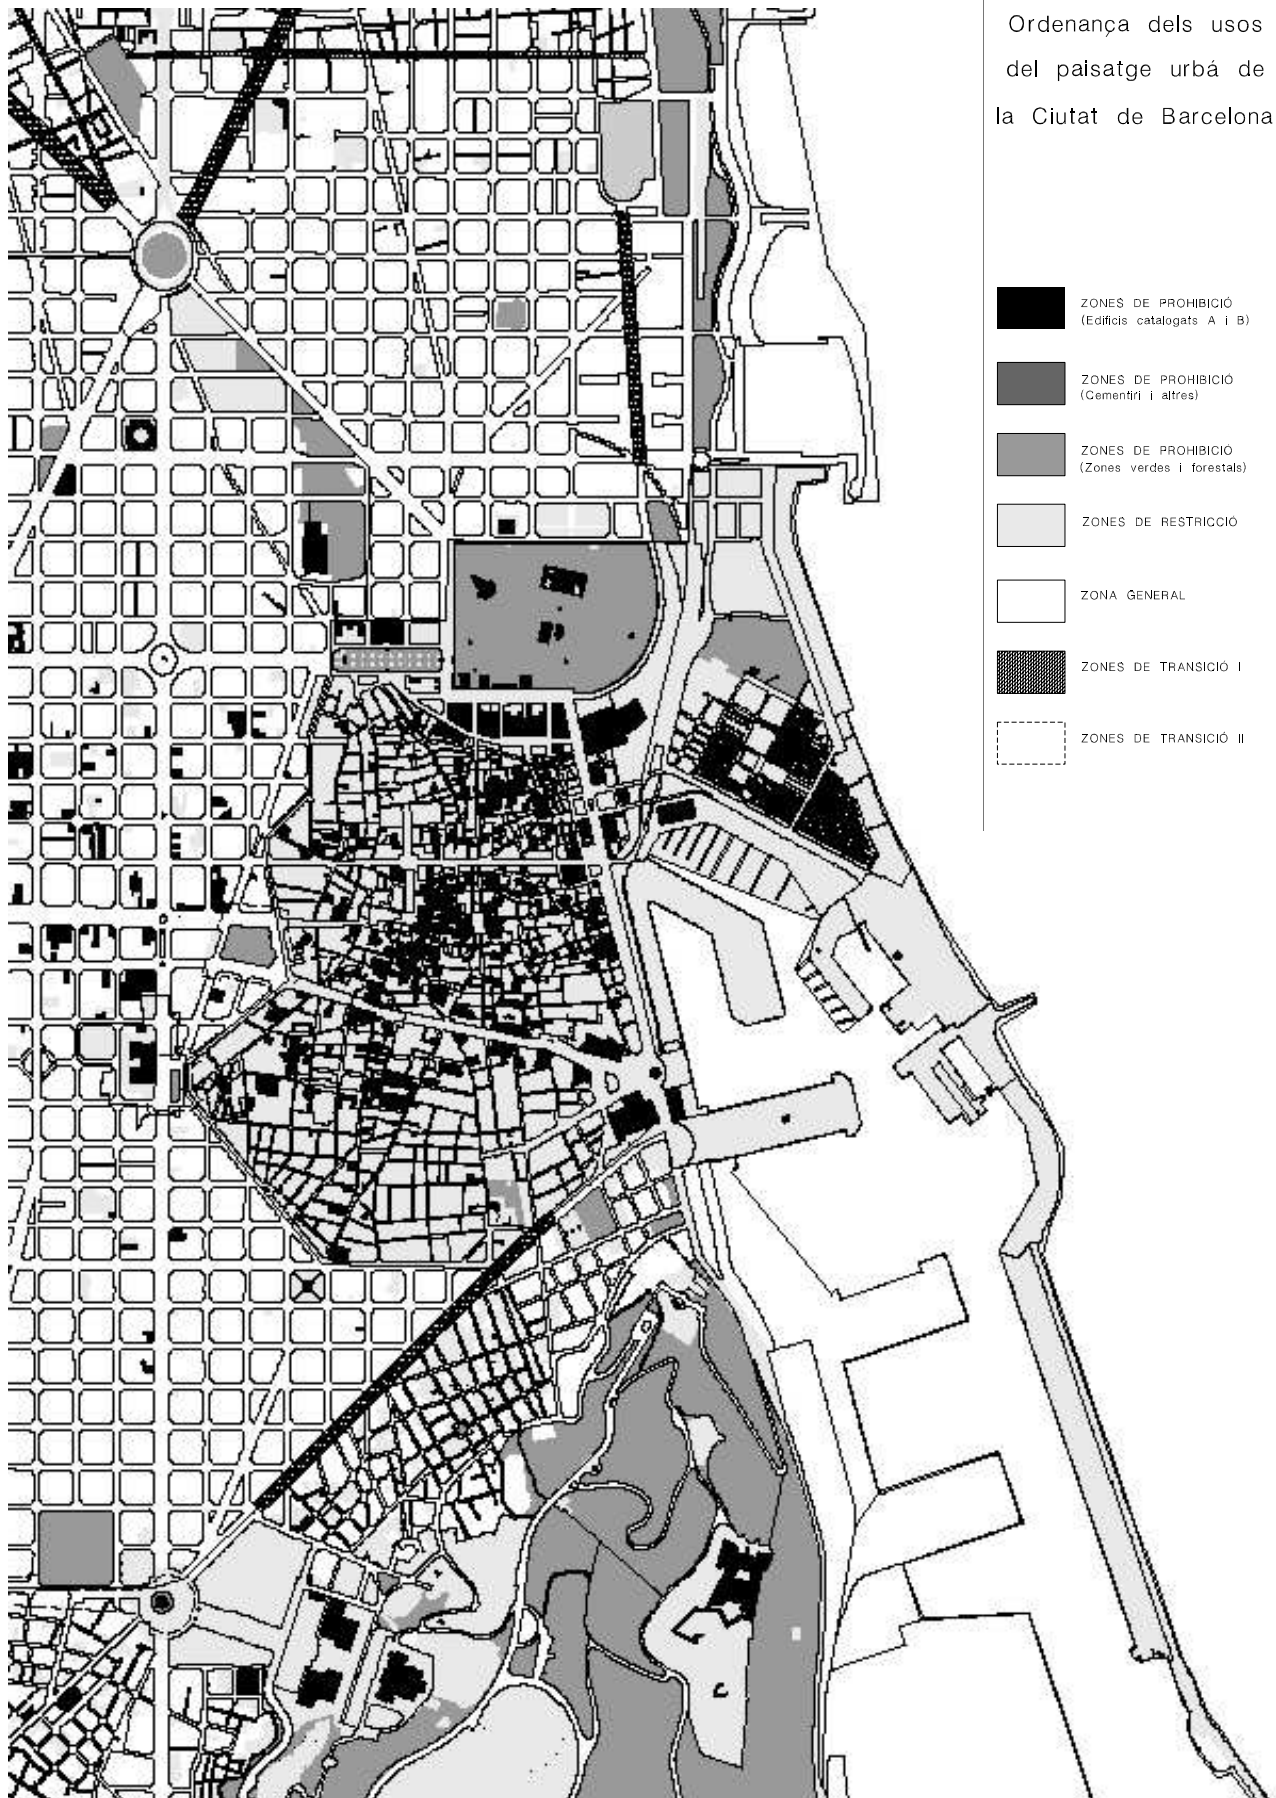 Ordenança dels usos
del paisatge urbá de
la Ciutat de Barcelona
ZONES DE PROHIBICIÓ
(Edificis catalogats A i B)
ZONES DE PROHIBICIÓ
(Cementiri i altres)
ZONES DE PROHIBICIÓ
(Zones verdes i forestals)
ZONES DE RESTRICCIÓ
ZONA GENERAL
ZONES DE TRANSICIÓ I
ZONES DE TRANSICIÓ II